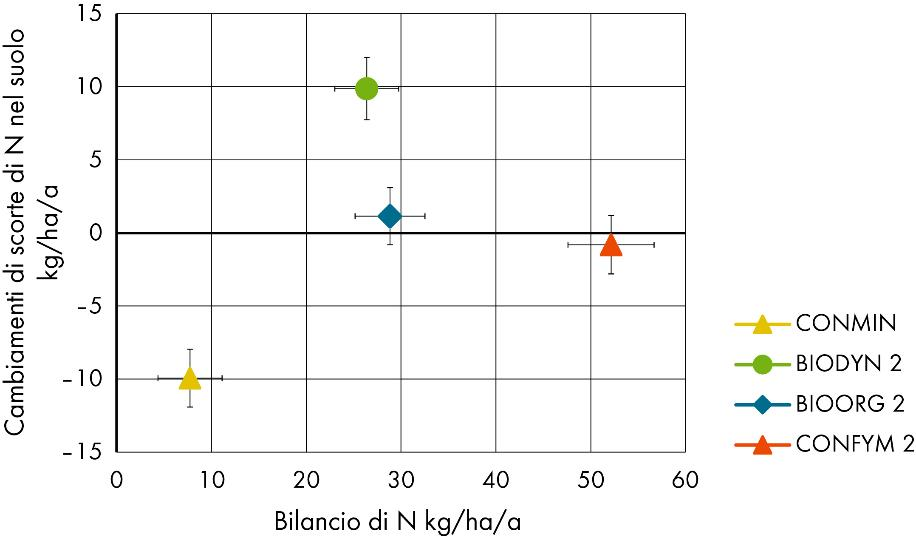 Cambiamenti di scorte di N nel suolo
kg/ha/a
15
10
5
0
–5
–10
–15
0 10 20 30 40 50 60
Bilancio di N kg/ha/a
CONMIN
BIODYN 2
BIOORG 2
CONFYM 2